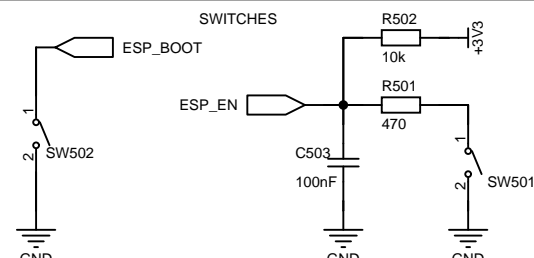 SWITCHES
R502
+3V3
10k
ESP_BOOT
R501
ESP_EN
470
1
2
SW502
C503
100nF
1
2
SW501
GND
GND
GND